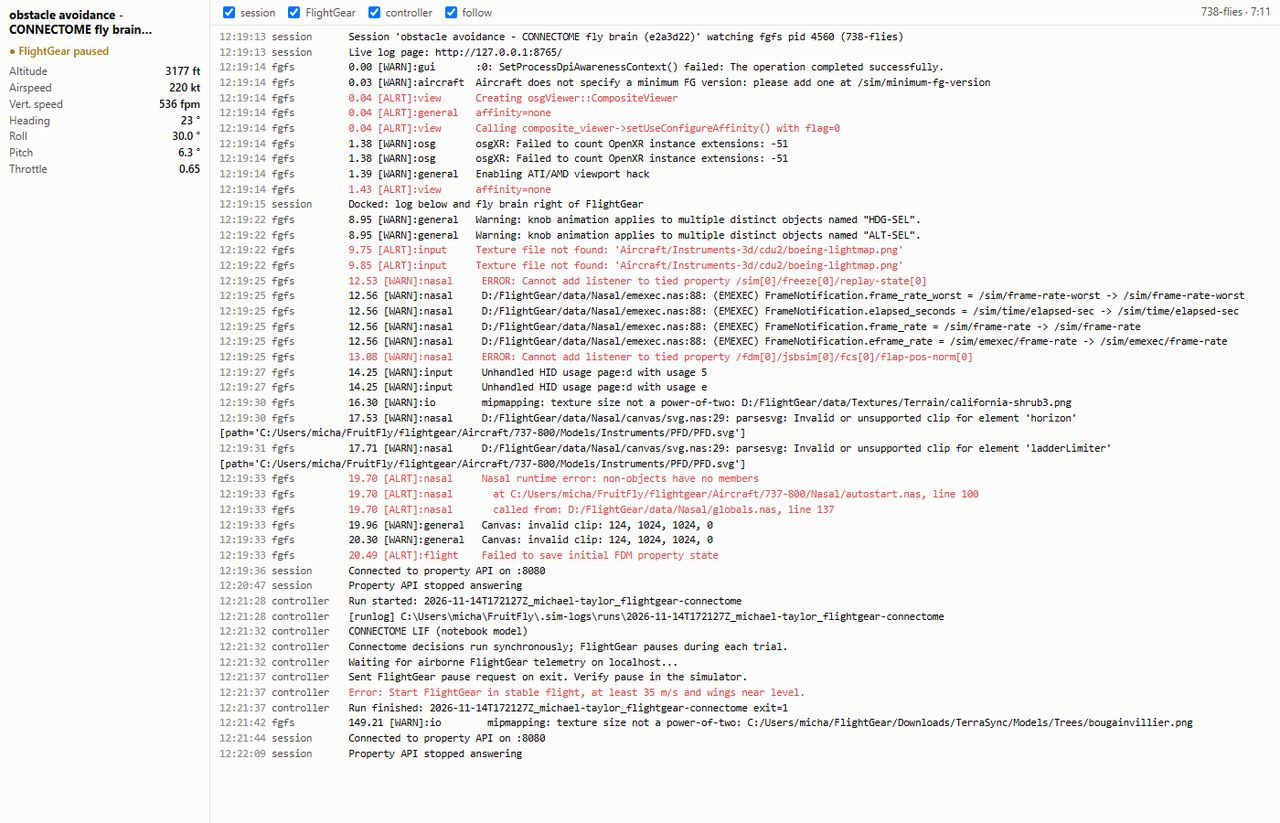 obstacle avoidance -
CONNECTOME fly brain...
● FlightGear paused
Altitude 3177 ft
Airspeed 220 kt
Vert. speed 536 fpm
Heading 23 °
Roll 30.0 °
Pitch 6.3 °
Throttle 0.65
session FlightGear controller follow 738-flies · 7:11
12:19:13 session Session 'obstacle avoidance - CONNECTOME fly brain (e2a3d22)' watching fgfs pid 4560 (738-flies)
12:19:13 session Live log page: http://127.0.0.1:8765/
12:19:14 fgfs 0.00 [WARN]:gui :0: SetProcessDpiAwarenessContext() failed: The operation completed successfully.
12:19:14 fgfs 0.03 [WARN]:aircraft Aircraft does not specify a minimum FG version: please add one at /sim/minimum-fg-version
12:19:14 fgfs 0.04 [ALRT]:view Creating osgViewer::CompositeViewer
12:19:14 fgfs 0.04 [ALRT]:general affinity=none
12:19:14 fgfs 0.04 [ALRT]:view Calling composite_viewer->setUseConfigureAffinity() with flag=0
12:19:14 fgfs 1.38 [WARN]:osg osgXR: Failed to count OpenXR instance extensions: -51
12:19:14 fgfs 1.38 [WARN]:osg osgXR: Failed to count OpenXR instance extensions: -51
12:19:14 fgfs 1.39 [WARN]:general Enabling ATI/AMD viewport hack
12:19:14 fgfs 1.43 [ALRT]:view affinity=none
12:19:15 session Docked: log below and fly brain right of FlightGear
12:19:22 fgfs 8.95 [WARN]:general Warning: knob animation applies to multiple distinct objects named "HDG-SEL".
12:19:22 fgfs 8.95 [WARN]:general Warning: knob animation applies to multiple distinct objects named "ALT-SEL".
12:19:22 fgfs 9.75 [ALRT]:input Texture file not found: 'Aircraft/Instruments-3d/cdu2/boeing-lightmap.png'
12:19:22 fgfs 9.85 [ALRT]:input Texture file not found: 'Aircraft/Instruments-3d/cdu2/boeing-lightmap.png'
12:19:25 fgfs 12.53 [WARN]:nasal ERROR: Cannot add listener to tied property /sim[0]/freeze[0]/replay-state[0]
12:19:25 fgfs 12.56 [WARN]:nasal D:/FlightGear/data/Nasal/emexec.nas:88: (EMEXEC) FrameNotification.frame_rate_worst = /sim/frame-rate-worst -> /sim/frame-rate-worst
12:19:25 fgfs 12.56 [WARN]:nasal D:/FlightGear/data/Nasal/emexec.nas:88: (EMEXEC) FrameNotification.elapsed_seconds = /sim/time/elapsed-sec -> /sim/time/elapsed-sec
12:19:25 fgfs 12.56 [WARN]:nasal D:/FlightGear/data/Nasal/emexec.nas:88: (EMEXEC) FrameNotification.frame_rate = /sim/frame-rate -> /sim/frame-rate
12:19:25 fgfs 12.56 [WARN]:nasal D:/FlightGear/data/Nasal/emexec.nas:88: (EMEXEC) FrameNotification.eframe_rate = /sim/emexec/frame-rate -> /sim/emexec/frame-rate
12:19:25 fgfs 13.08 [WARN]:nasal ERROR: Cannot add listener to tied property /fdm[0]/jsbsim[0]/fcs[0]/flap-pos-norm[0]
12:19:27 fgfs 14.25 [WARN]:input Unhandled HID usage page:d with usage 5
12:19:27 fgfs 14.25 [WARN]:input Unhandled HID usage page:d with usage e
12:19:30 fgfs 16.30 [WARN]:io mipmapping: texture size not a power-of-two: D:/FlightGear/data/Textures/Terrain/california-shrub3.png
12:19:30 fgfs 17.53 [WARN]:nasal D:/FlightGear/data/Nasal/canvas/svg.nas:29: parsesvg: Invalid or unsupported clip for element 'horizon'
[path='C:/Users/micha/FruitFly/flightgear/Aircraft/737-800/Models/Instruments/PFD/PFD.svg']
12:19:31 fgfs 17.71 [WARN]:nasal D:/FlightGear/data/Nasal/canvas/svg.nas:29: parsesvg: Invalid or unsupported clip for element 'ladderLimiter'
[path='C:/Users/micha/FruitFly/flightgear/Aircraft/737-800/Models/Instruments/PFD/PFD.svg']
12:19:33 fgfs 19.70 [ALRT]:nasal Nasal runtime error: non-objects have no members
12:19:33 fgfs 19.70 [ALRT]:nasal at C:/Users/micha/FruitFly/flightgear/Aircraft/737-800/Nasal/autostart.nas, line 100
12:19:33 fgfs 19.70 [ALRT]:nasal called from: D:/FlightGear/data/Nasal/globals.nas, line 137
12:19:33 fgfs 19.96 [WARN]:general Canvas: invalid clip: 124, 1024, 1024, 0
12:19:33 fgfs 20.30 [WARN]:general Canvas: invalid clip: 124, 1024, 1024, 0
12:19:33 fgfs 20.49 [ALRT]:flight Failed to save initial FDM property state
12:19:36 session Connected to property API on :8080
12:20:47 session Property API stopped answering
12:21:28 controller Run started: 2026-11-14T172127Z_michael-taylor_flightgear-connectome
12:21:28 controller [runlog] C:\Users\micha\FruitFly\.sim-logs\runs\2026-11-14T172127Z_michael-taylor_flightgear-connectome
12:21:32 controller CONNECTOME LIF (notebook model)
12:21:32 controller Connectome decisions run synchronously; FlightGear pauses during each trial.
12:21:32 controller Waiting for airborne FlightGear telemetry on localhost...
12:21:37 controller Sent FlightGear pause request on exit. Verify pause in the simulator.
12:21:37 controller Error: Start FlightGear in stable flight, at least 35 m/s and wings near level.
12:21:37 controller Run finished: 2026-11-14T172127Z_michael-taylor_flightgear-connectome exit=1
12:21:42 fgfs 149.21 [WARN]:io mipmapping: texture size not a power-of-two: C:/Users/micha/FlightGear/Downloads/TerraSync/Models/Trees/bougainvillier.png
12:21:44 session Connected to property API on :8080
12:22:09 session Property API stopped answering